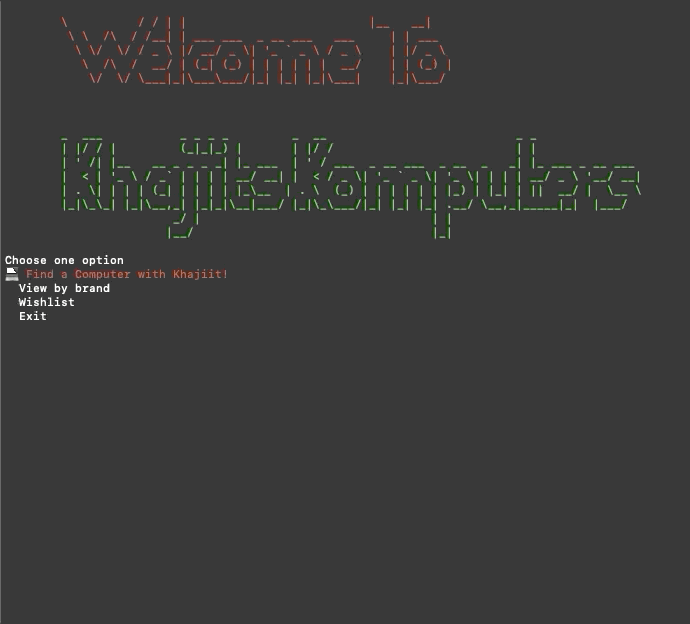 Welcome To
KhajiitsKomputers
Choose one option
Find a Computer with Khajiit!
View by brand
Wishlist
Exit